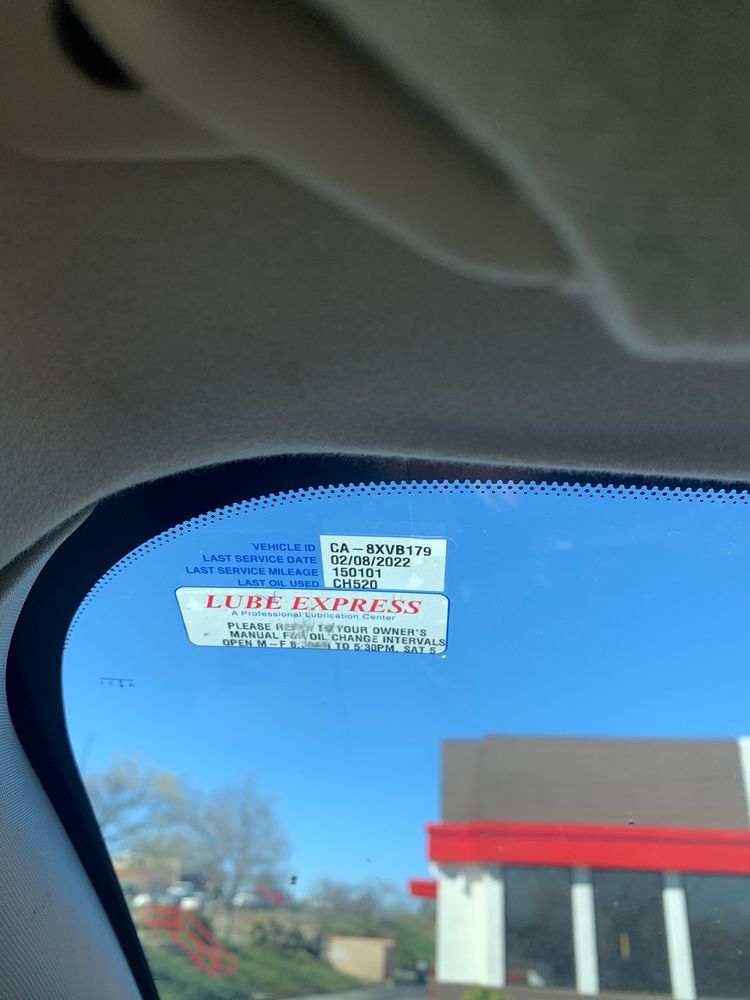 VEHICLE ID CA-8XVB179
LAST SERVICE DATE 02/08/2022
LAST SERVICE MILEAGE 150101
LAST OIL USED CH520
LUBE EXPRESS
A Professional Lubrication Center
PLEASE TO YOUR OWNER'S
MANUAL FOR OIL CHANGE INTERVALS
OPEN M-F TO 5:30PM, SAT